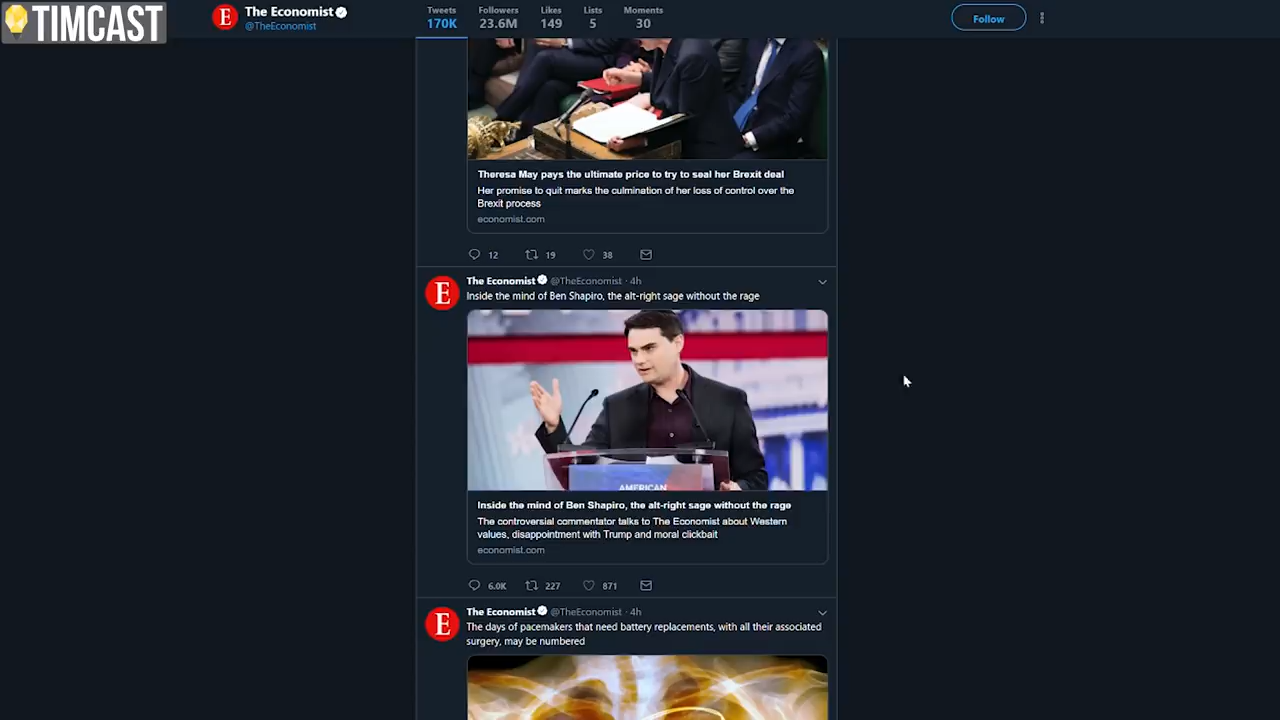 TIMCAST
The Economist
@TheEconomist
Tweets Followers Likes Lists Moments
170K 23.6M 149 5 30
Follow
Theresa May pays the ultimate price to try to seal her Brexit deal
Her promise to quit marks the culmination of her loss of control over the
Brexit process
economist.com
12 19 38
The Economist @TheEconomist · 4h
Inside the mind of Ben Shapiro, the alt-right sage without the rage
AMERICAN
Inside the mind of Ben Shapiro, the alt-right sage without the rage
The controversial commentator talks to The Economist about Western
values, disappointment with Trump and moral clickbait
economist.com
6.0K 227 871
The Economist @TheEconomist · 4h
The days of pacemakers that need battery replacements, with all their associated
surgery, may be numbered